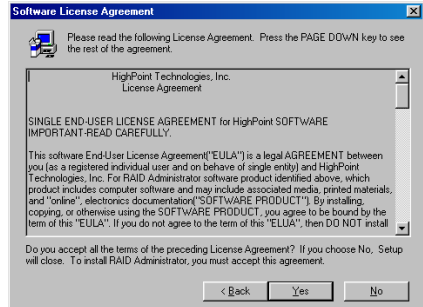 Software License Agreement
Please read the following License Agreement. Press the PAGE DOWN key to see
the rest of the agreement.
HighPoint Technologies, Inc.
License Agreement
SINGLE END-USER LICENSE AGREEMENT for HighPoint SOFTWARE
IMPORTANT-READ CAREFULLY.
This software End-User License Agreement("EULA") is a legal AGREEMENT between
you (as a registered individual user and on behave of single entity) and HighPoint
Technologies, Inc. For RAID Administrator software product identified above, which
product includes computer software and may include associated media, printed materials,
and "online", electronics documentation("SOFTWARE PRODUCT"). By installing,
copying, or otherwise using the SOFTWARE PRODUCT, you agree to be bound by the
term of this "EULA". If you do not agree to the term of this "ELUA", then DO NOT install
Do you accept all the terms of the preceding License Agreement? If you choose No, Setup
will close. To install RAID Administrator, you must accept this agreement.
< Back Yes No